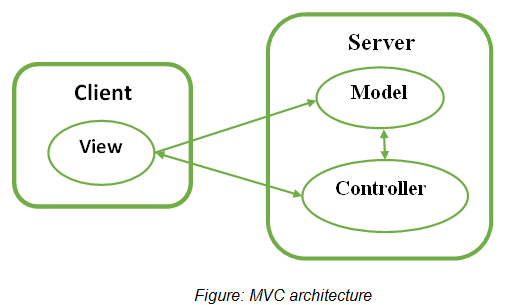 Client
View
Server
Model
Controller
Figure: MVC architecture